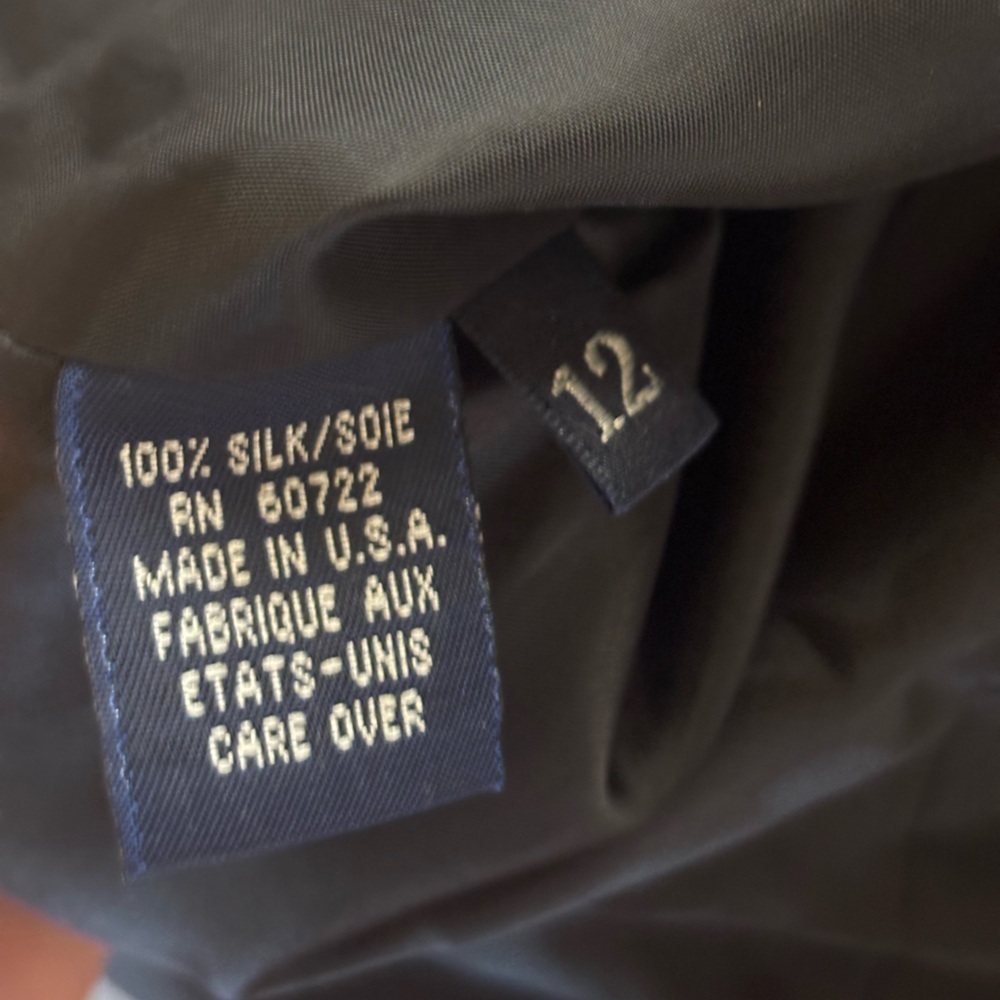 100% SILK/SOIE
RN 60722
MADE IN U.S.A.
FABRIQUE AUX
ETATS-UNIS
CARE OVER
12